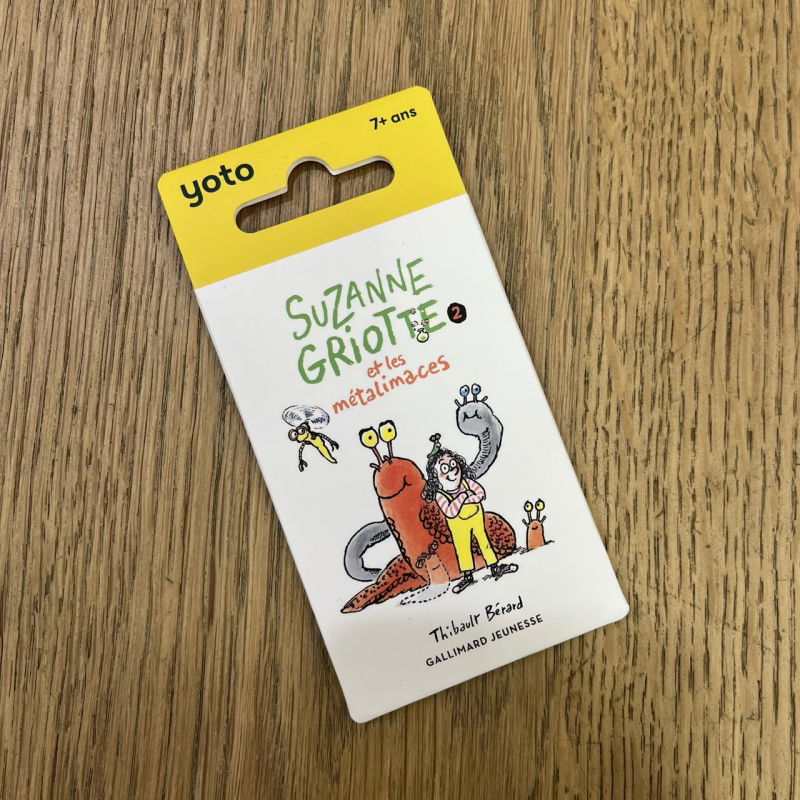 yoto
7+ ans
SUZANNE
GRIOTTE 2
et les
métalimaces
Thibault Bérard
GALLIMARD JEUNESSE